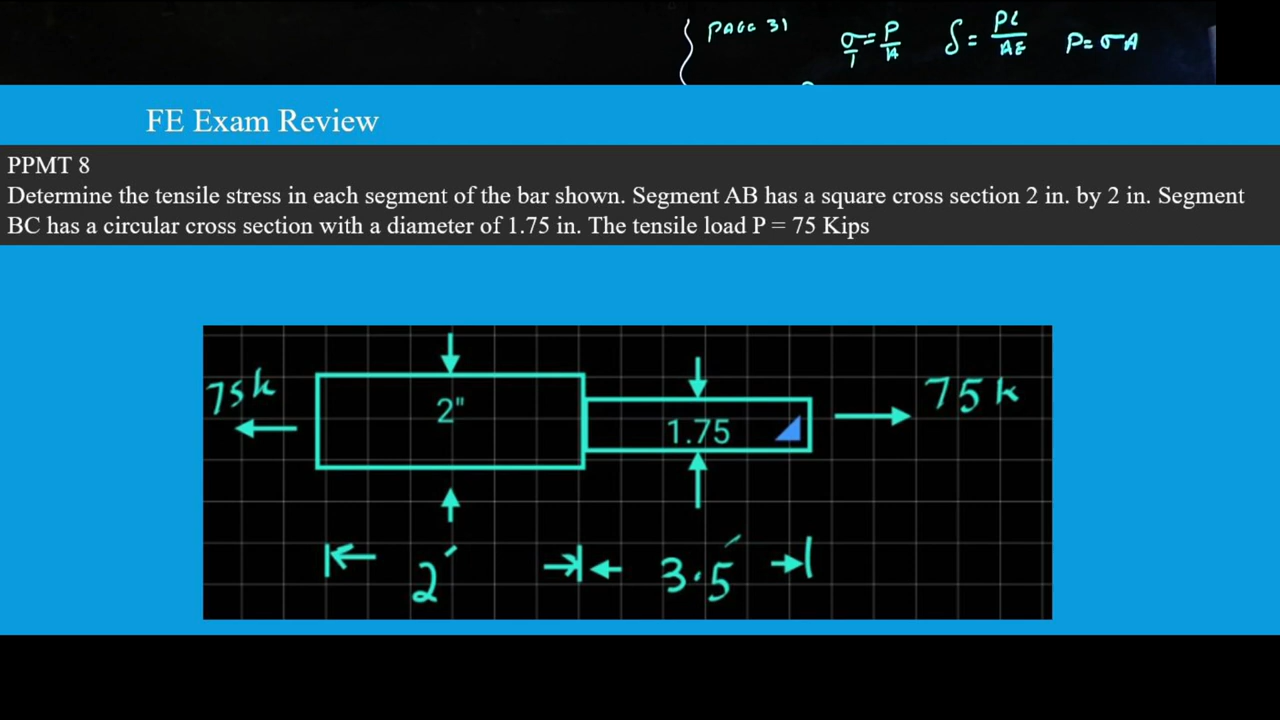 PAGE 31 σ/T = P/A δ = PL/AE P = σA
FE Exam Review
PPMT 8
Determine the tensile stress in each segment of the bar shown. Segment AB has a square cross section 2 in. by 2 in. Segment
BC has a circular cross section with a diameter of 1.75 in. The tensile load P = 75 Kips
75k 2" 1.75 75k
2' 3.5'